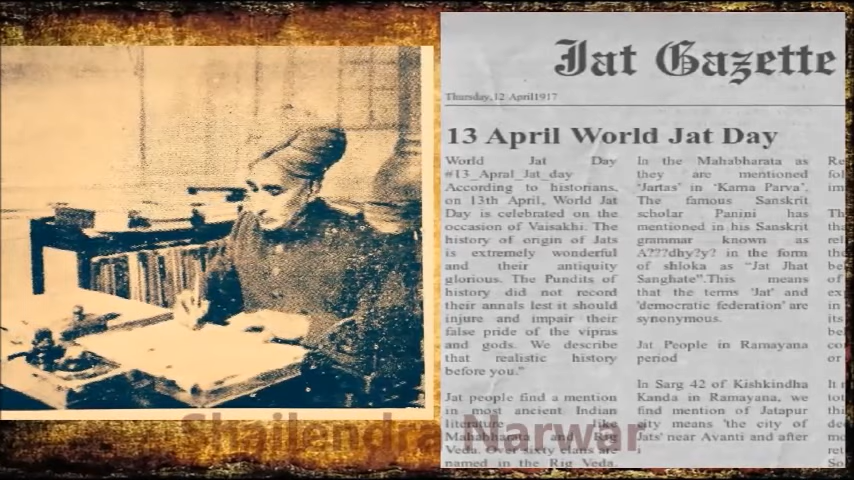 Jat Gazette
Thursday,12 April1917
13 April World Jat Day
World Jat Day
#13_Apral_Jat_day
According to historians,
on 13th April, World Jat
Day is celebrated on the
occasion of Vaisakhi. The
history of origin of Jats
is extremely wonderful
and their antiquity
glorious. The Pundits of
history did not record
their annals lest it should
injure and impair their
false pride of the vipras
and gods. We describe
that realistic history
before you."
Jat people find a mention
in most ancient Indian
literature like
Mahabharata and Rig
Veda. Over sixty clans are
named in the Rig Veda.
In the Mahabharata as
they are mentioned
'Jartas' in 'Karna Parva'.
The famous Sanskrit
scholar Panini has
mentioned in his Sanskrit
grammar known as
A???dhy?y? in the form
of shloka as "Jat Jhat
Sanghate".This means
that the terms 'Jat' and
'democratic federation' are
synonymous.
Jat People in Ramayana
period
In Sarg 42 of Kishkindha
Kanda in Ramayana, we
find mention of Jatapur
city means 'the city of
Jats' near Avanti and after
Shailendra Narwar